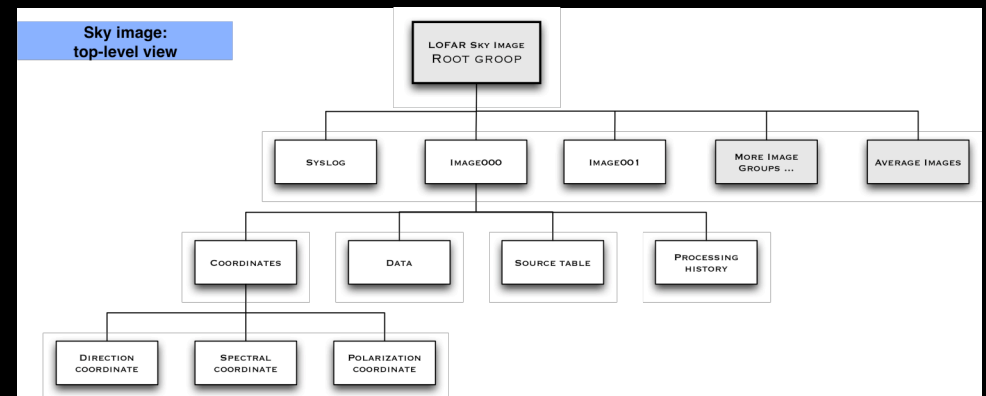 Sky image:
top-level view
LOFAR SKY IMAGE
ROOT GROOP
SYSLOG
IMAGE000
IMAGE001
MORE IMAGE
GROUPS ...
AVERAGE IMAGES
COORDINATES
DATA
SOURCE TABLE
PROCESSING
HISTORY
DIRECTION
COORDINATE
SPECTRAL
COORDINATE
POLARIZATION
COORDINATE